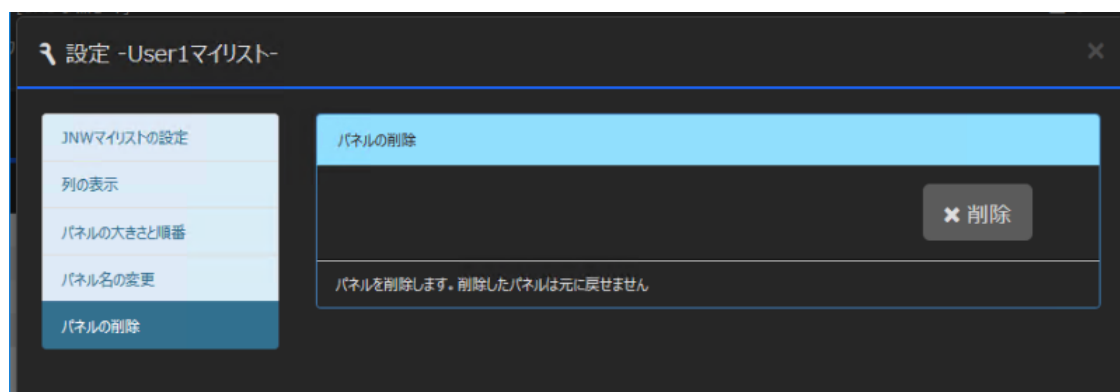 設定 -User1マイリスト-
JNWマイリストの設定
列の表示
パネルの大きさと順番
パネル名の変更
パネルの削除
パネルの削除
削除
パネルを削除します。削除したパネルは元に戻せません